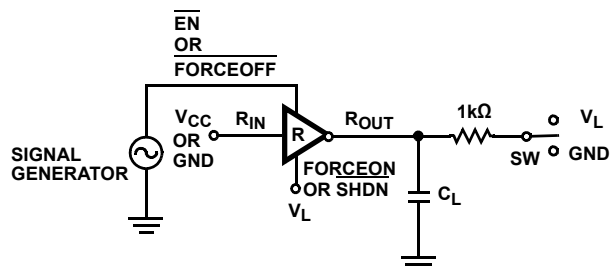 EN
OR
FORCEOFF
VCC
OR
GND
RIN
R
ROUT
1kΩ
VL
GND
SW
SIGNAL
GENERATOR
FORCEON
OR SHDN
VL
CL